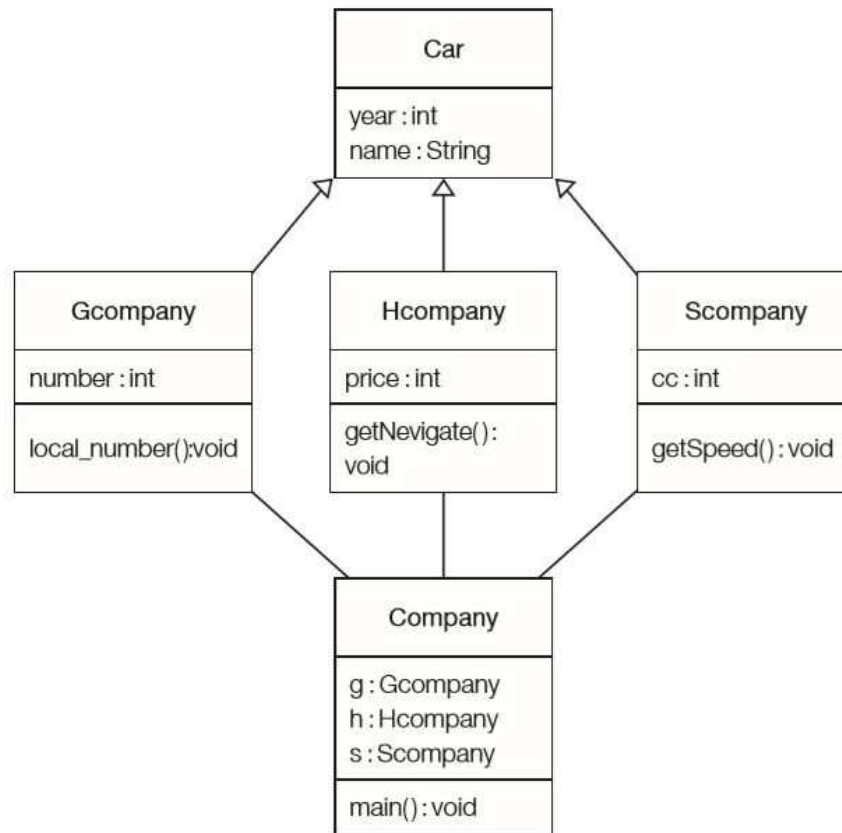 Car
year : int
name : String
Gcompany
number : int
local_number():void
Hcompany
price : int
getNevigate() :
void
Scompany
cc : int
getSpeed() : void
Company
g : Gcompany
h : Hcompany
s : Scompany
main() : void